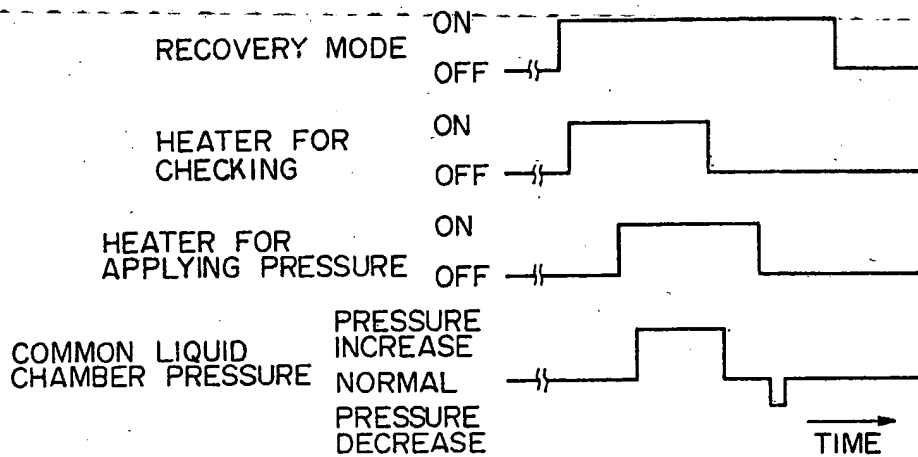 RECOVERY MODE
ON
OFF
HEATER FOR
CHECKING
ON
OFF
HEATER FOR
APPLYING PRESSURE
ON
OFF
COMMON LIQUID
CHAMBER PRESSURE
PRESSURE
INCREASE
NORMAL
PRESSURE
DECREASE
TIME